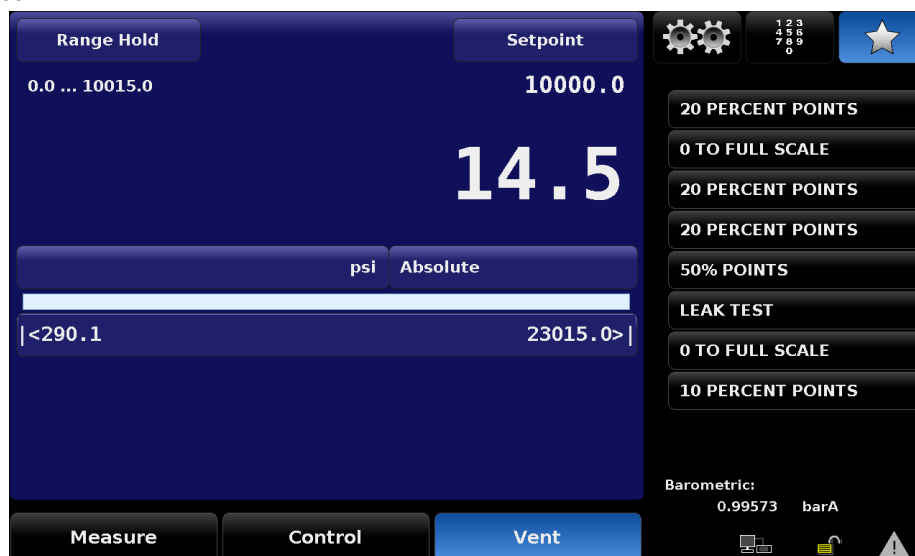 Range Hold
Setpoint
0.0 ... 10015.0
10000.0
14.5
psi
Absolute
|<290.1
23015.0>|
Measure
Control
Vent
1 2 3
4 5 6
7 8 9
0
20 PERCENT POINTS
0 TO FULL SCALE
20 PERCENT POINTS
20 PERCENT POINTS
50% POINTS
LEAK TEST
0 TO FULL SCALE
10 PERCENT POINTS
Barometric:
0.99573 barA